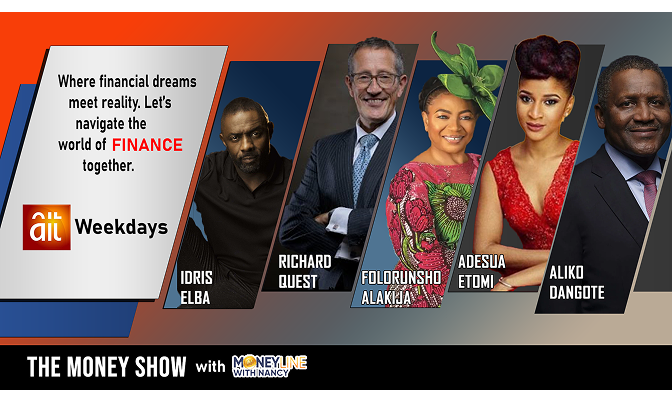 Where financial dreams
meet reality. Let's
navigate the
world of FINANCE
together.
ait Weekdays
IDRIS
ELBA
RICHARD
QUEST
FOLORUNSHO
ALAKIJA
ADESUA
ETOMI
ALIKO
DANGOTE
THE MONEY SHOW with MONEYLINE
WITH NANCY